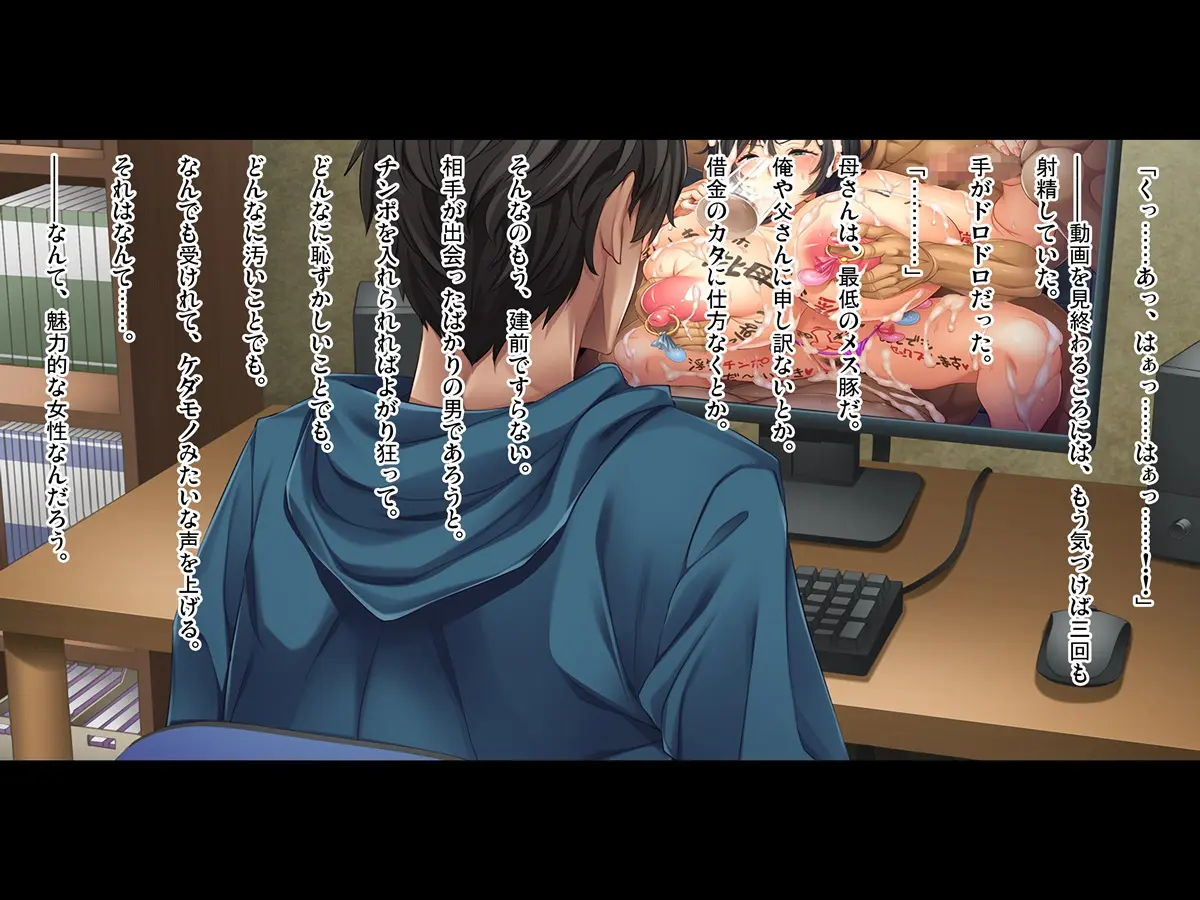 「くっ……あっ、はぁっ……はぁっ……！！」
――動画を見終わるころには、もう気づけば三回も
射精していた。
手がドロドロだった。
「…………」
母さんは、最低のメス豚だ。
俺や父さんに申し訳ないとか。
借金のカタに仕方なくとか。
そんなのもう、建前ですらない。
相手が出会ったばかりの男であろうと。
チンポを入れられればよがり狂って。
どんなに恥ずかしいことでも。
どんなに汚いことでも。
なんでも受けれて、ケダモノみたいな声を上げる。
それはなんて……。
――なんて、魅力的な女性なんだろう。